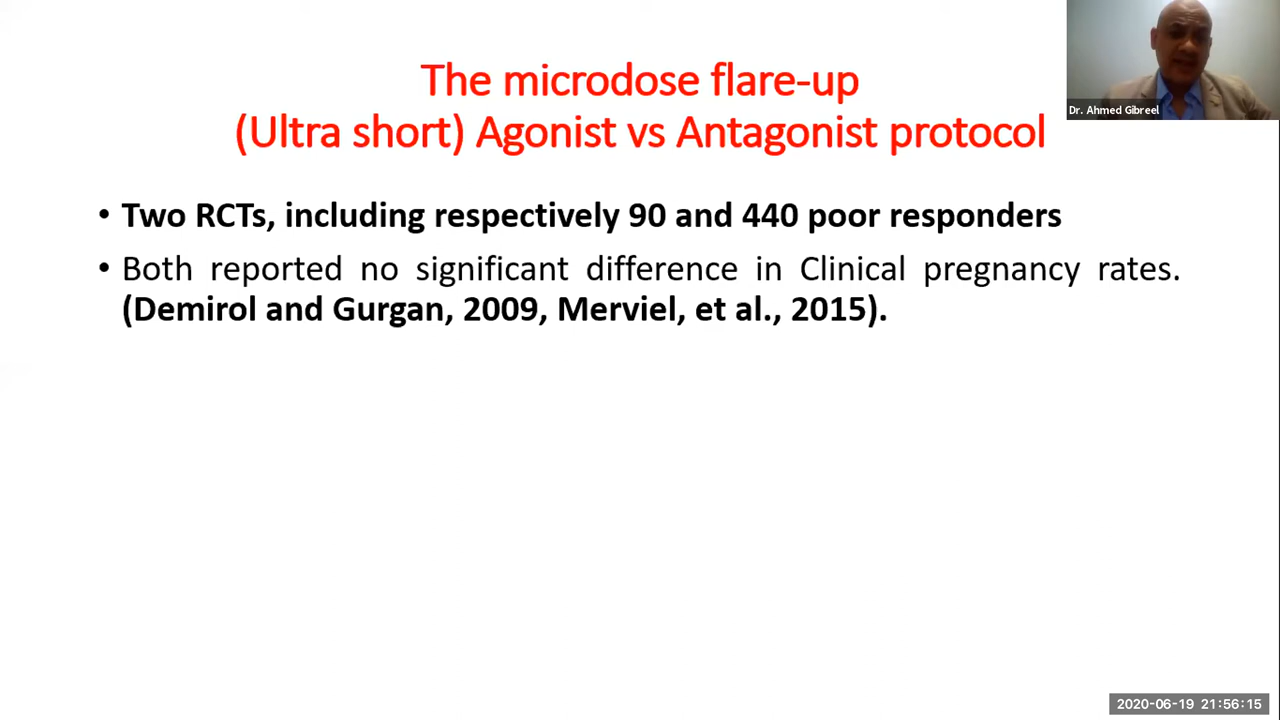 The microdose flare-up
(Ultra short) Agonist vs Antagonist protocol
Dr. Ahmed Gibreel
• Two RCTs, including respectively 90 and 440 poor responders
• Both reported no significant difference in Clinical pregnancy rates.
(Demirol and Gurgan, 2009, Merviel, et al., 2015).
2020-06-19 21:56:15